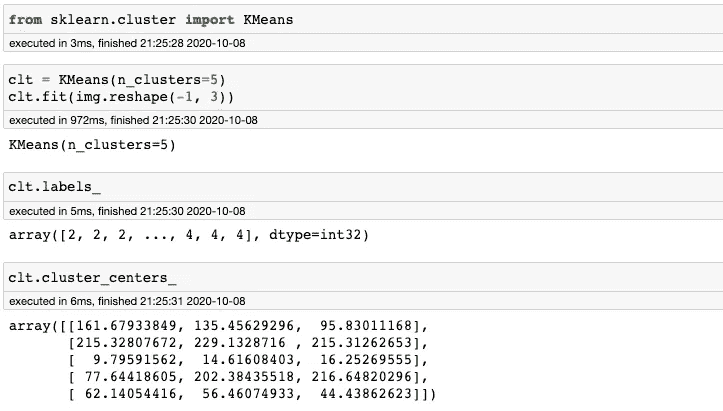 from sklearn.cluster import KMeans
executed in 3ms, finished 21:25:28 2020-10-08
clt = KMeans(n_clusters=5)
clt.fit(img.reshape(-1, 3))
executed in 972ms, finished 21:25:30 2020-10-08
KMeans(n_clusters=5)
clt.labels_
executed in 5ms, finished 21:25:30 2020-10-08
array([2, 2, 2, ..., 4, 4, 4], dtype=int32)
clt.cluster_centers_
executed in 6ms, finished 21:25:31 2020-10-08
array([[161.67933849, 135.45629296,  95.83011168],
       [215.32807672, 229.1328716 , 215.31262653],
       [  9.79591562,  14.61608403,  16.25269555],
       [ 77.64418605, 202.38435518, 216.64820296],
       [ 62.14054416,  56.46074933,  44.43862623]])